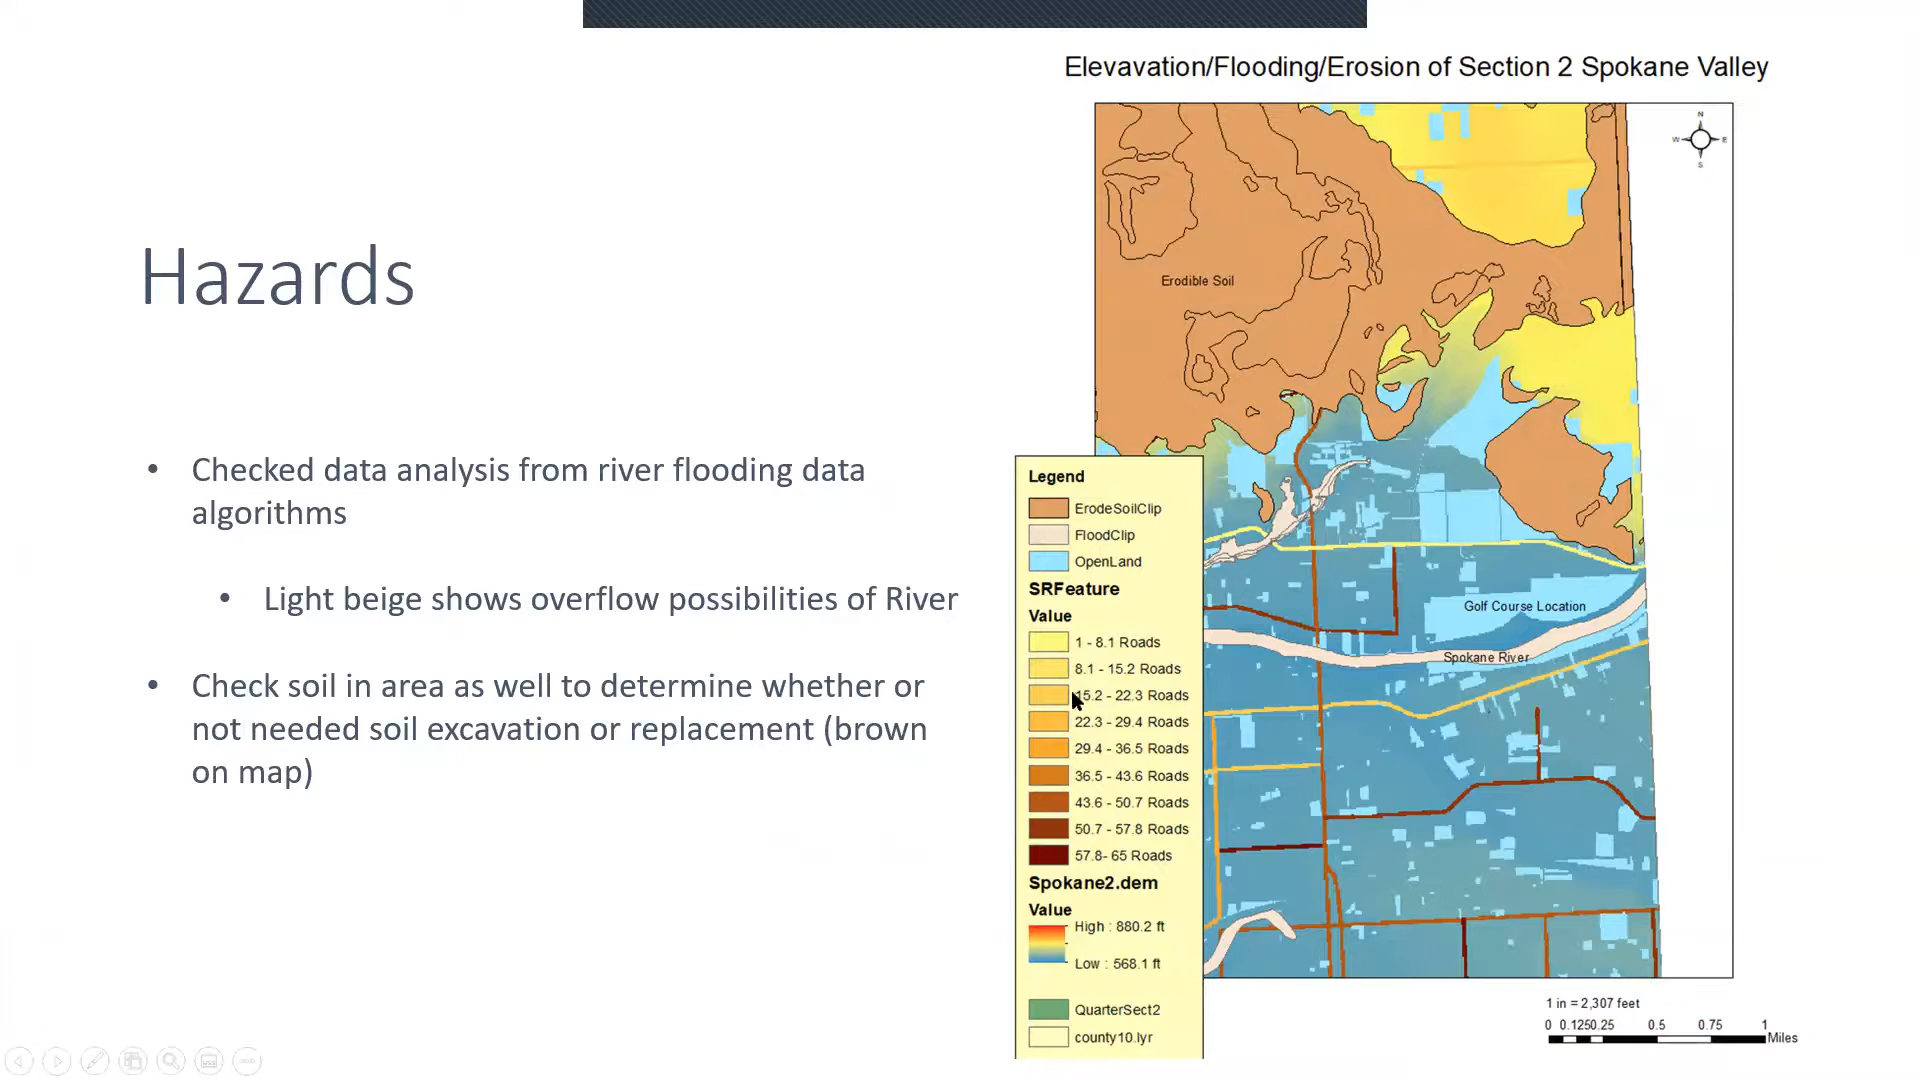 Elevavation/Flooding/Erosion of Section 2 Spokane Valley
Hazards
• Checked data analysis from river flooding data
algorithms
• Light beige shows overflow possibilities of River
• Check soil in area as well to determine whether or
not needed soil excavation or replacement (brown
on map)
N
W E
S
Erodible Soil
Golf Course Location
Spokane River
Legend
ErodeSoilClip
FloodClip
OpenLand
SRFeature
Value
1 - 8.1 Roads
8.1 - 15.2 Roads
15.2 - 22.3 Roads
22.3 - 29.4 Roads
29.4 - 36.5 Roads
36.5 - 43.6 Roads
43.6 - 50.7 Roads
50.7 - 57.8 Roads
57.8- 65 Roads
Spokane2.dem
Value
High : 880.2 ft
Low : 568.1 ft
QuarterSect2
county10.lyr
1 in = 2,307 feet
0 0.1250.25 0.5 0.75 1
Miles